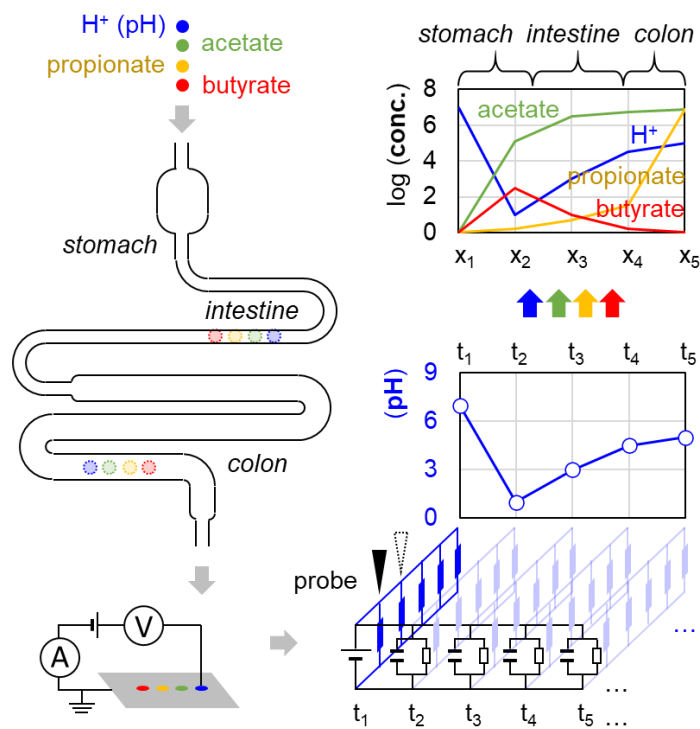 H⁺ (pH)
acetate
propionate
butyrate
stomach
intestine
colon
V
A
stomach intestine colon
log (conc.)
8
6
4
2
0
acetate
H⁺
propionate
butyrate
x₁ x₂ x₃ x₄ x₅
t₁ t₂ t₃ t₄ t₅
(pH)
9
6
3
0
probe
...
t₁ t₂ t₃ t₄ t₅ ...
...